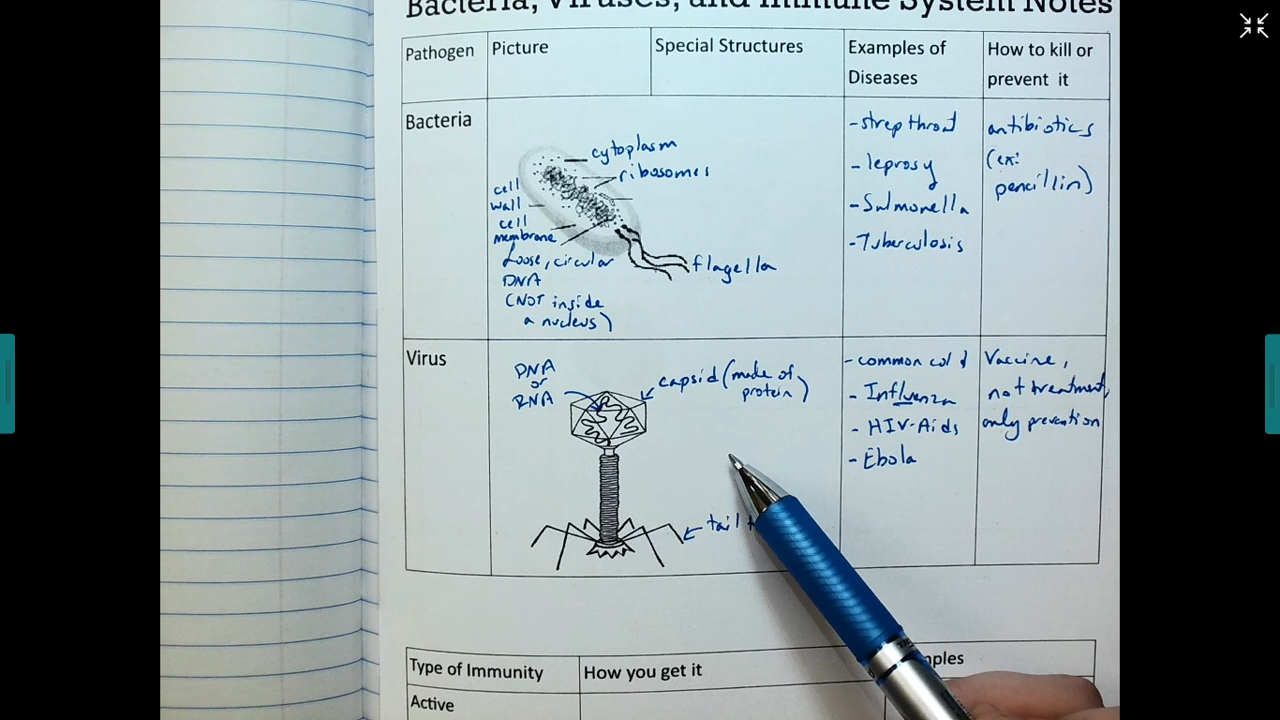 Bacteria, Viruses, and Immune System Notes
Pathogen
Picture
Special Structures
Examples of
Diseases
How to kill or
prevent it
Bacteria
cytoplasm
ribosomes
cell
wall
cell
membrane
Loose, circular
DNA
(NOT inside
a nucleus)
flagella
-strep throat
-leprosy
-Salmonella
-Tuberculosis
antibiotics
(ex:
pencillin)
Virus
DNA
or
RNA
capsid (made of
protein)
tail
-common cold
- Influenza
- HIV-Aids
- Ebola
Vaccine,
not treatment,
only prevention
Type of Immunity
How you get it
Active